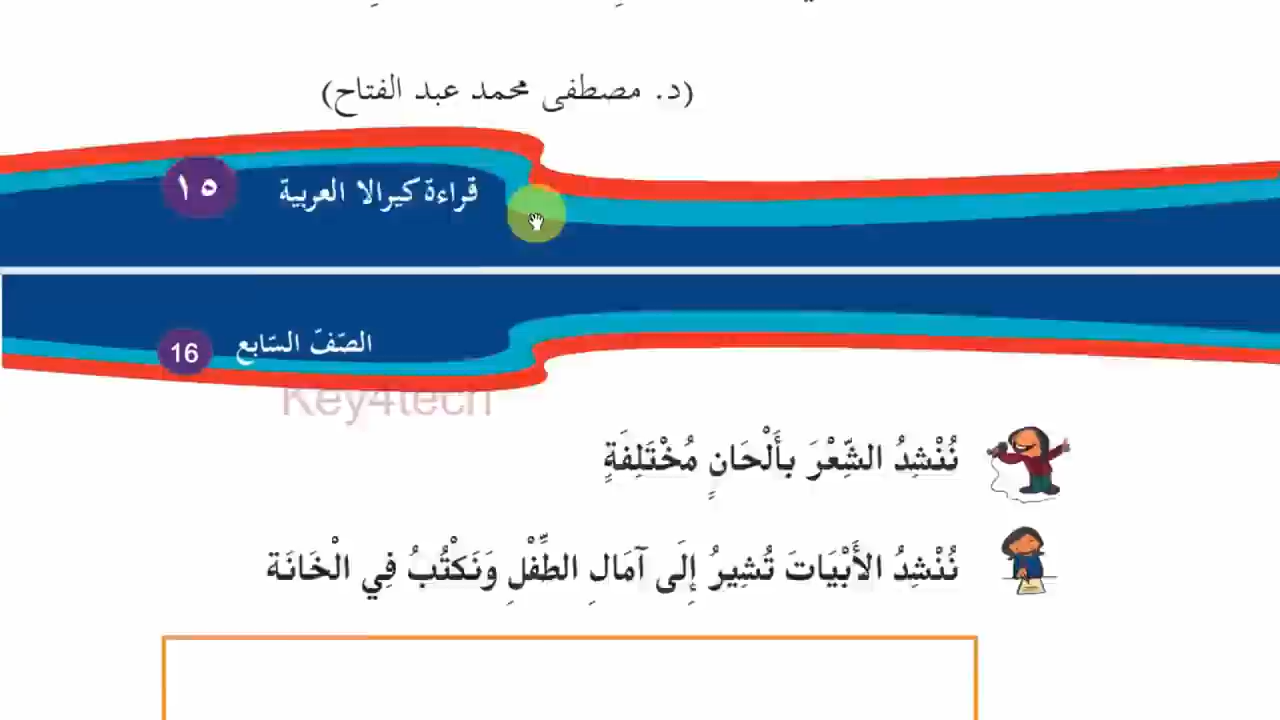 (د. مصطفى محمد عبد الفتاح)
قراءة كيرالا العربية ١٥
الصّفّ السّابع 16
Key4tech
نُنْشِدُ الشِّعْرَ بِأَلْحَانٍ مُخْتَلِفَةٍ
نُنْشِدُ الأَبْيَاتَ تُشِيرُ إِلَى آمَالِ الطِّفْلِ وَنَكْتُبُ فِي الْخَانَة